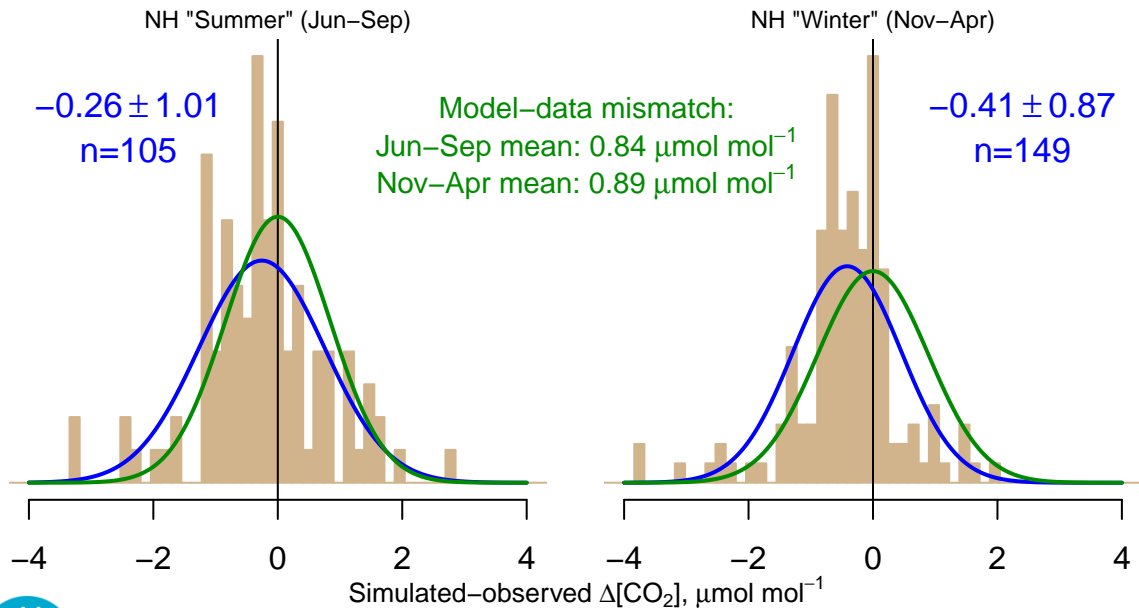 NH "Summer" (Jun−Sep)
NH "Winter" (Nov−Apr)
−0.26 ± 1.01
n=105
Model−data mismatch:
Jun−Sep mean: 0.84 μmol mol⁻¹
Nov−Apr mean: 0.89 μmol mol⁻¹
−0.41 ± 0.87
n=149
−4 −2 0 2 4
−4 −2 0 2 4
Simulated−observed Δ[CO₂], μmol mol⁻¹